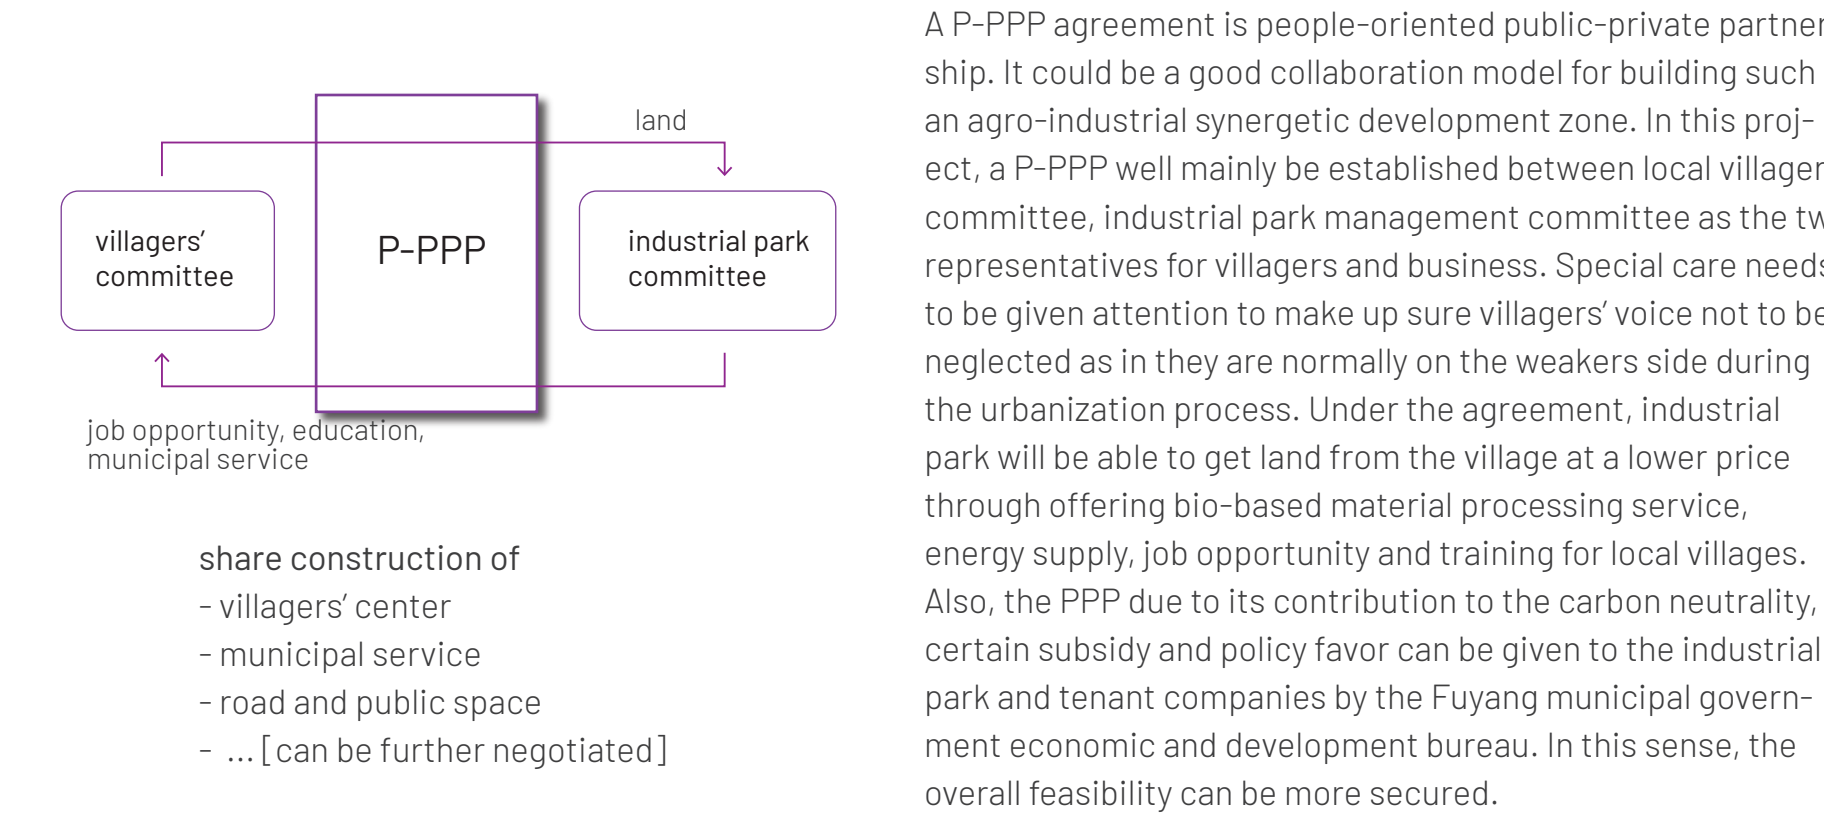 land
villagers’
committee
P-PPP
industrial park
committee
job opportunity, education,
municipal service
share construction of
- villagers’ center
- municipal service
- road and public space
- ... [can be further negotiated]
A P-PPP agreement is people-oriented public-private partner
ship. It could be a good collaboration model for building such
an agro-industrial synergetic development zone. In this proj-
ect, a P-PPP well mainly be established between local villager
committee, industrial park management committee as the tw
representatives for villagers and business. Special care needs
to be given attention to make up sure villagers’ voice not to be
neglected as in they are normally on the weakers side during
the urbanization process. Under the agreement, industrial
park will be able to get land from the village at a lower price
through offering bio-based material processing service,
energy supply, job opportunity and training for local villages.
Also, the PPP due to its contribution to the carbon neutrality,
certain subsidy and policy favor can be given to the industrial
park and tenant companies by the Fuyang municipal govern-
ment economic and development bureau. In this sense, the
overall feasibility can be more secured.